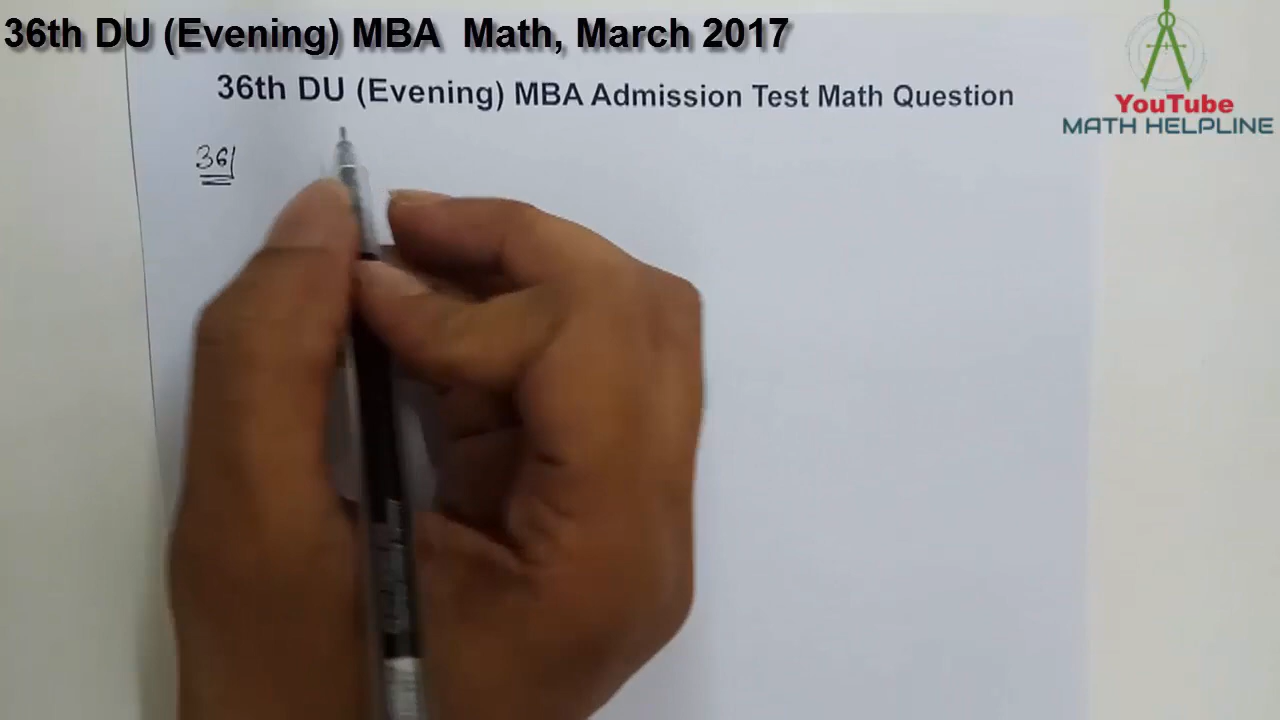 36th DU (Evening) MBA Math, March 2017
36th DU (Evening) MBA Admission Test Math Question
YouTube
MATH HELPLINE
36/